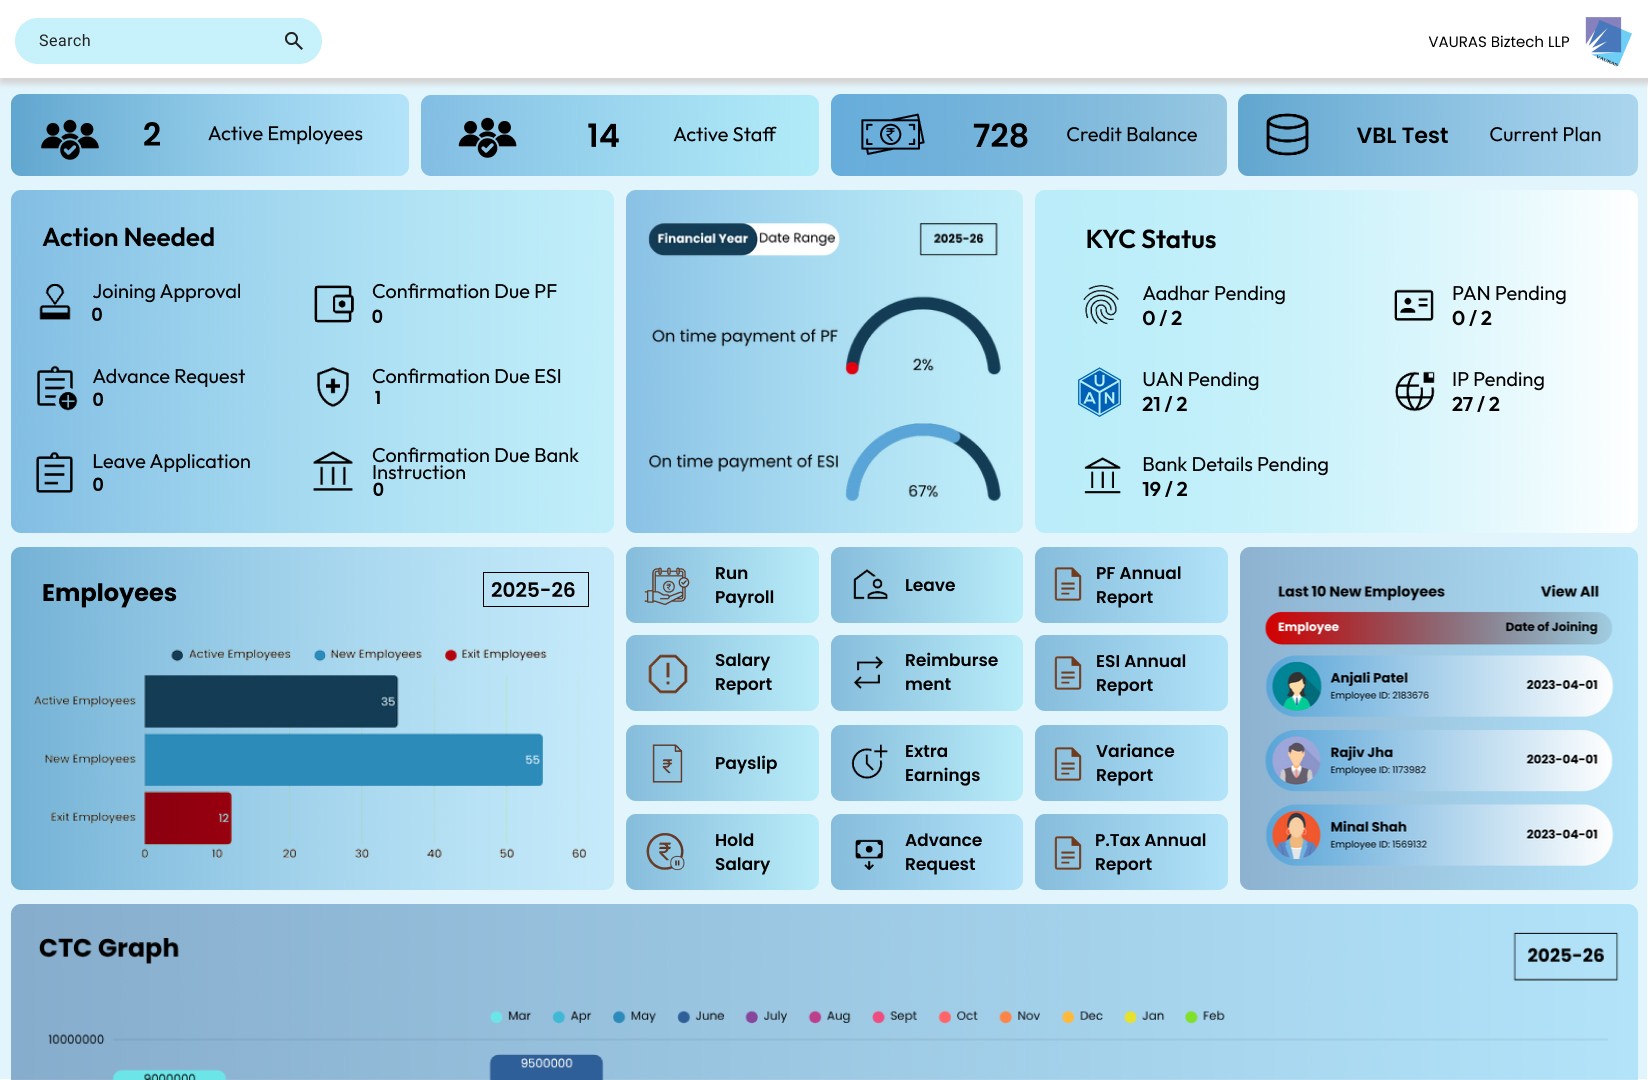 Search
VAURAS Biztech LLP
VAURAS
2 Active Employees
14 Active Staff
728 Credit Balance
VBL Test Current Plan
Action Needed
Joining Approval
0
Confirmation Due PF
0
Advance Request
0
Confirmation Due ESI
1
Leave Application
0
Confirmation Due Bank
Instruction
0
Financial Year Date Range
2025-26
On time payment of PF
2%
On time payment of ESI
67%
KYC Status
Aadhar Pending
0 / 2
PAN Pending
0 / 2
UAN
UAN Pending
21 / 2
IP Pending
27 / 2
Bank Details Pending
19 / 2
Employees
2025-26
Active Employees New Employees Exit Employees
Active Employees 35
New Employees 55
Exit Employees 12
0 10 20 30 40 50 60
Run
Payroll
Leave
PF Annual
Report
Salary
Report
Reimburse
ment
ESI Annual
Report
Payslip
Extra
Earnings
Variance
Report
Hold
Salary
Advance
Request
P.Tax Annual
Report
Last 10 New Employees View All
Employee Date of Joining
Anjali Patel
Employee ID: 2183676
2023-04-01
Rajiv Jha
Employee ID: 1173982
2023-04-01
Minal Shah
Employee ID: 1569132
2023-04-01
CTC Graph
2025-26
Mar Apr May June July Aug Sept Oct Nov Dec Jan Feb
10000000
9500000
9000000